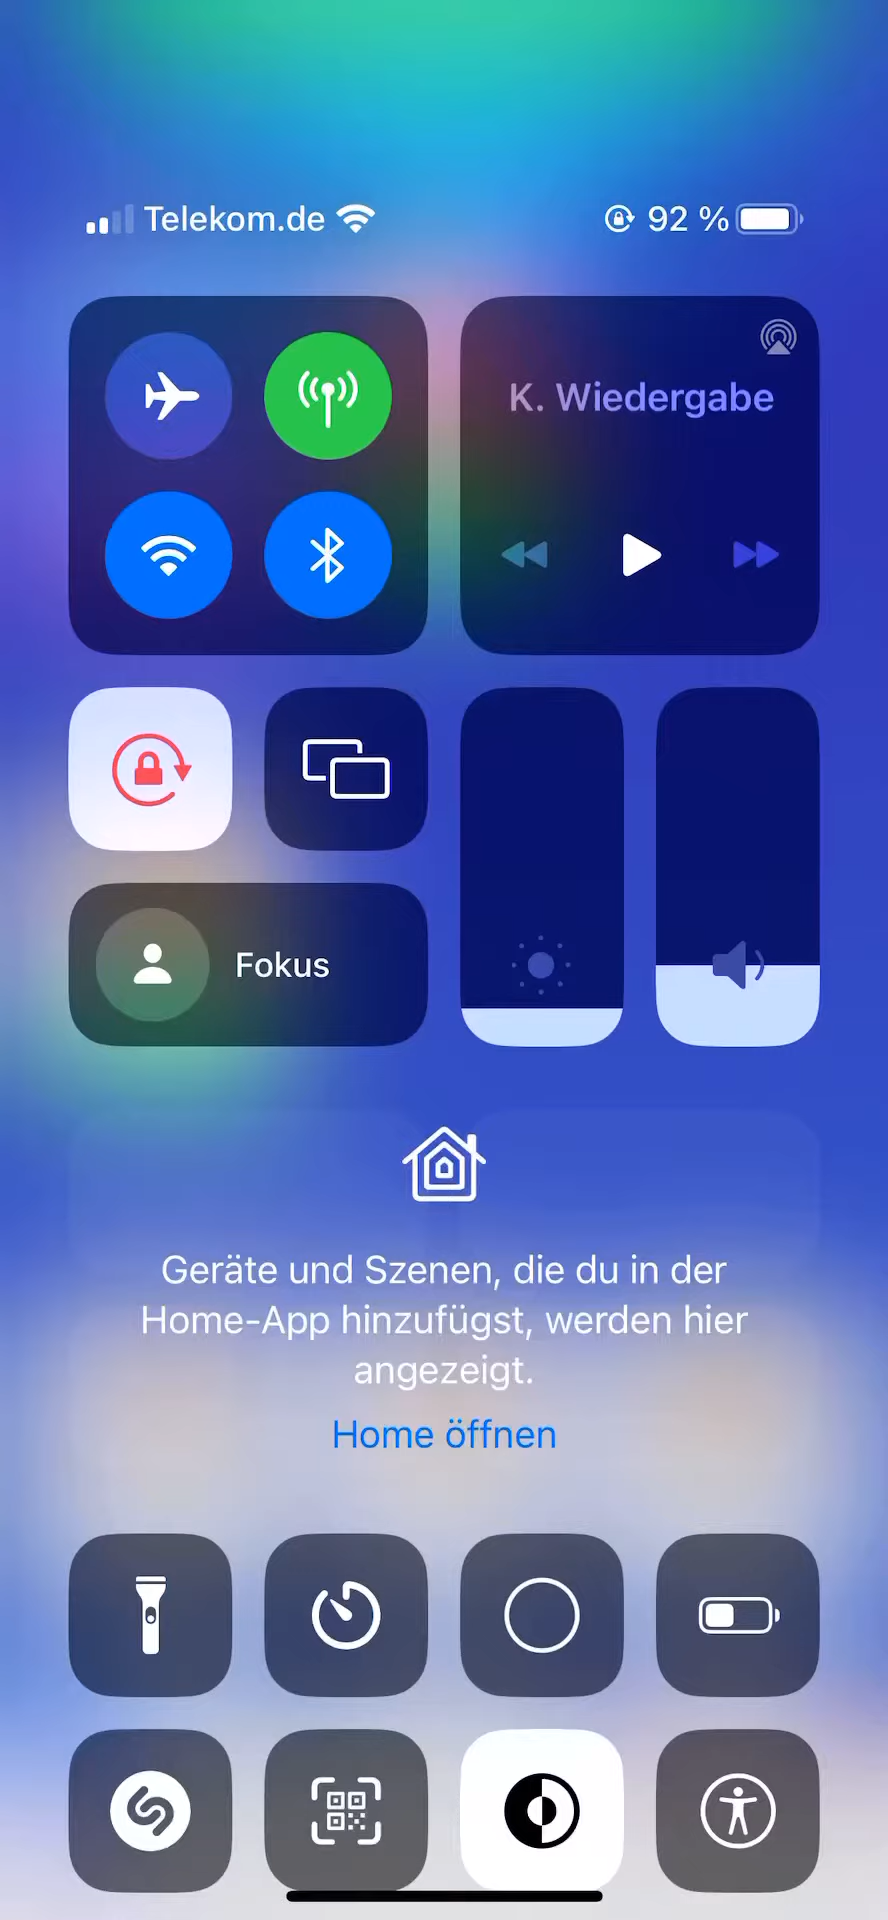 Telekom.de 92 %
K. Wiedergabe
Fokus
Geräte und Szenen, die du in der
Home-App hinzufügst, werden hier
angezeigt.
Home öffnen